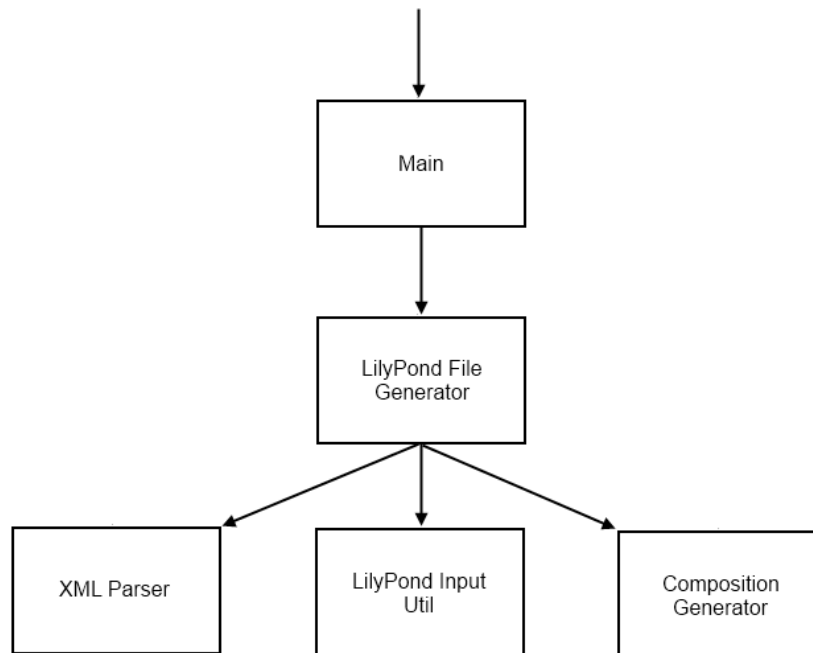 Main
LilyPond File
Generator
XML Parser
LilyPond Input
Util
Composition
Generator